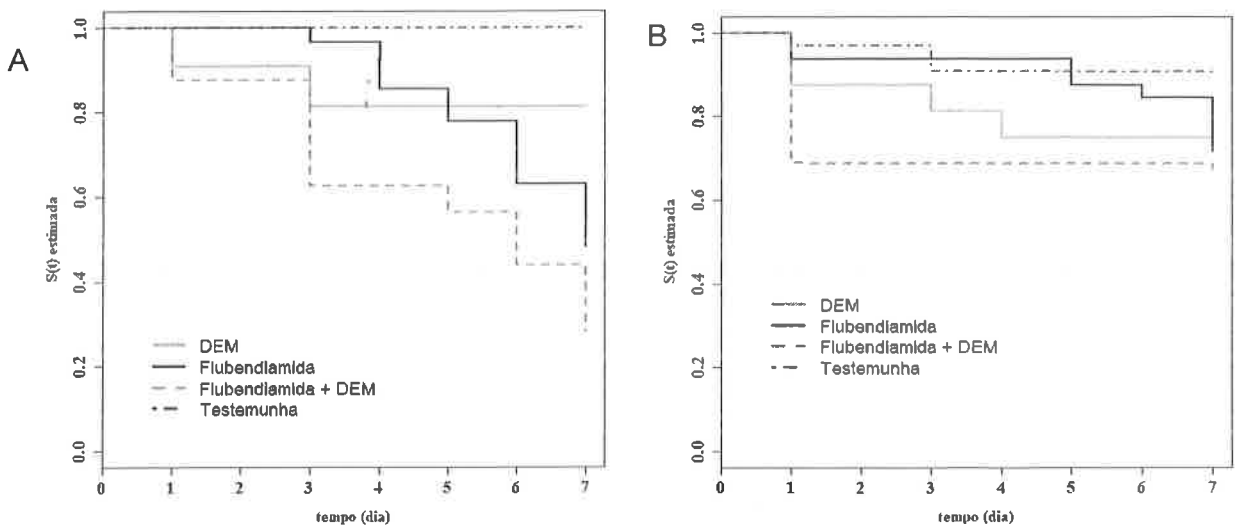 A
S(t) estimada
1.0
0.8
0.6
0.4
0.2
0.0
DEM
Flubendiamida
Flubendiamida + DEM
Testemunha
0 1 2 3 4 5 6 7
tempo (dia)
B
S(t) estimada
1.0
0.8
0.6
0.4
0.2
0.0
DEM
Flubendiamida
Flubendiamida + DEM
Testemunha
0 1 2 3 4 5 6 7
tempo (dia)